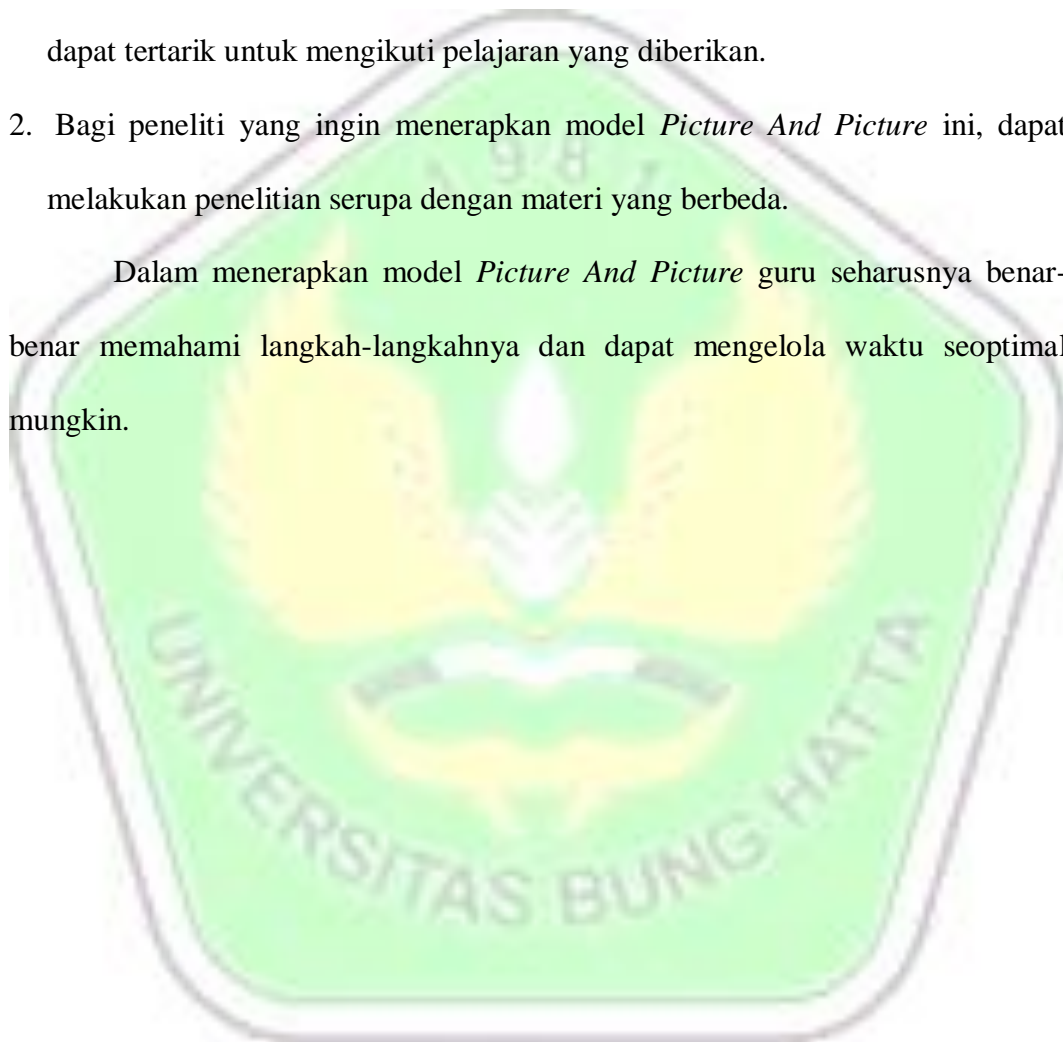 dapat tertarik untuk mengikuti pelajaran yang diberikan.
2. Bagi peneliti yang ingin menerapkan model Picture And Picture ini, dapat
melakukan penelitian serupa dengan materi yang berbeda.
Dalam menerapkan model Picture And Picture guru seharusnya benar-
benar memahami langkah-langkahnya dan dapat mengelola waktu seoptimal
mungkin.
1981
UNIVERSITAS BUNG HATTA